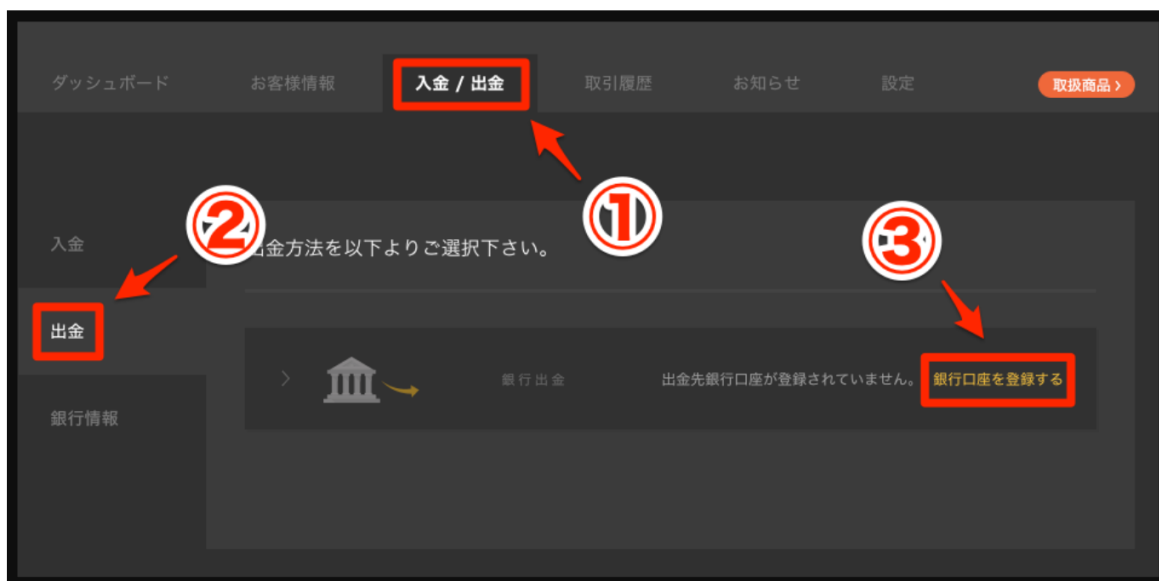 ダッシュボード お客様情報 入金 / 出金 取引履歴 お知らせ 設定 取扱商品 >
①
② ③
入金
出金方法を以下よりご選択下さい。
出金
> 銀行出金 出金先銀行口座が登録されていません。 銀行口座を登録する
銀行情報